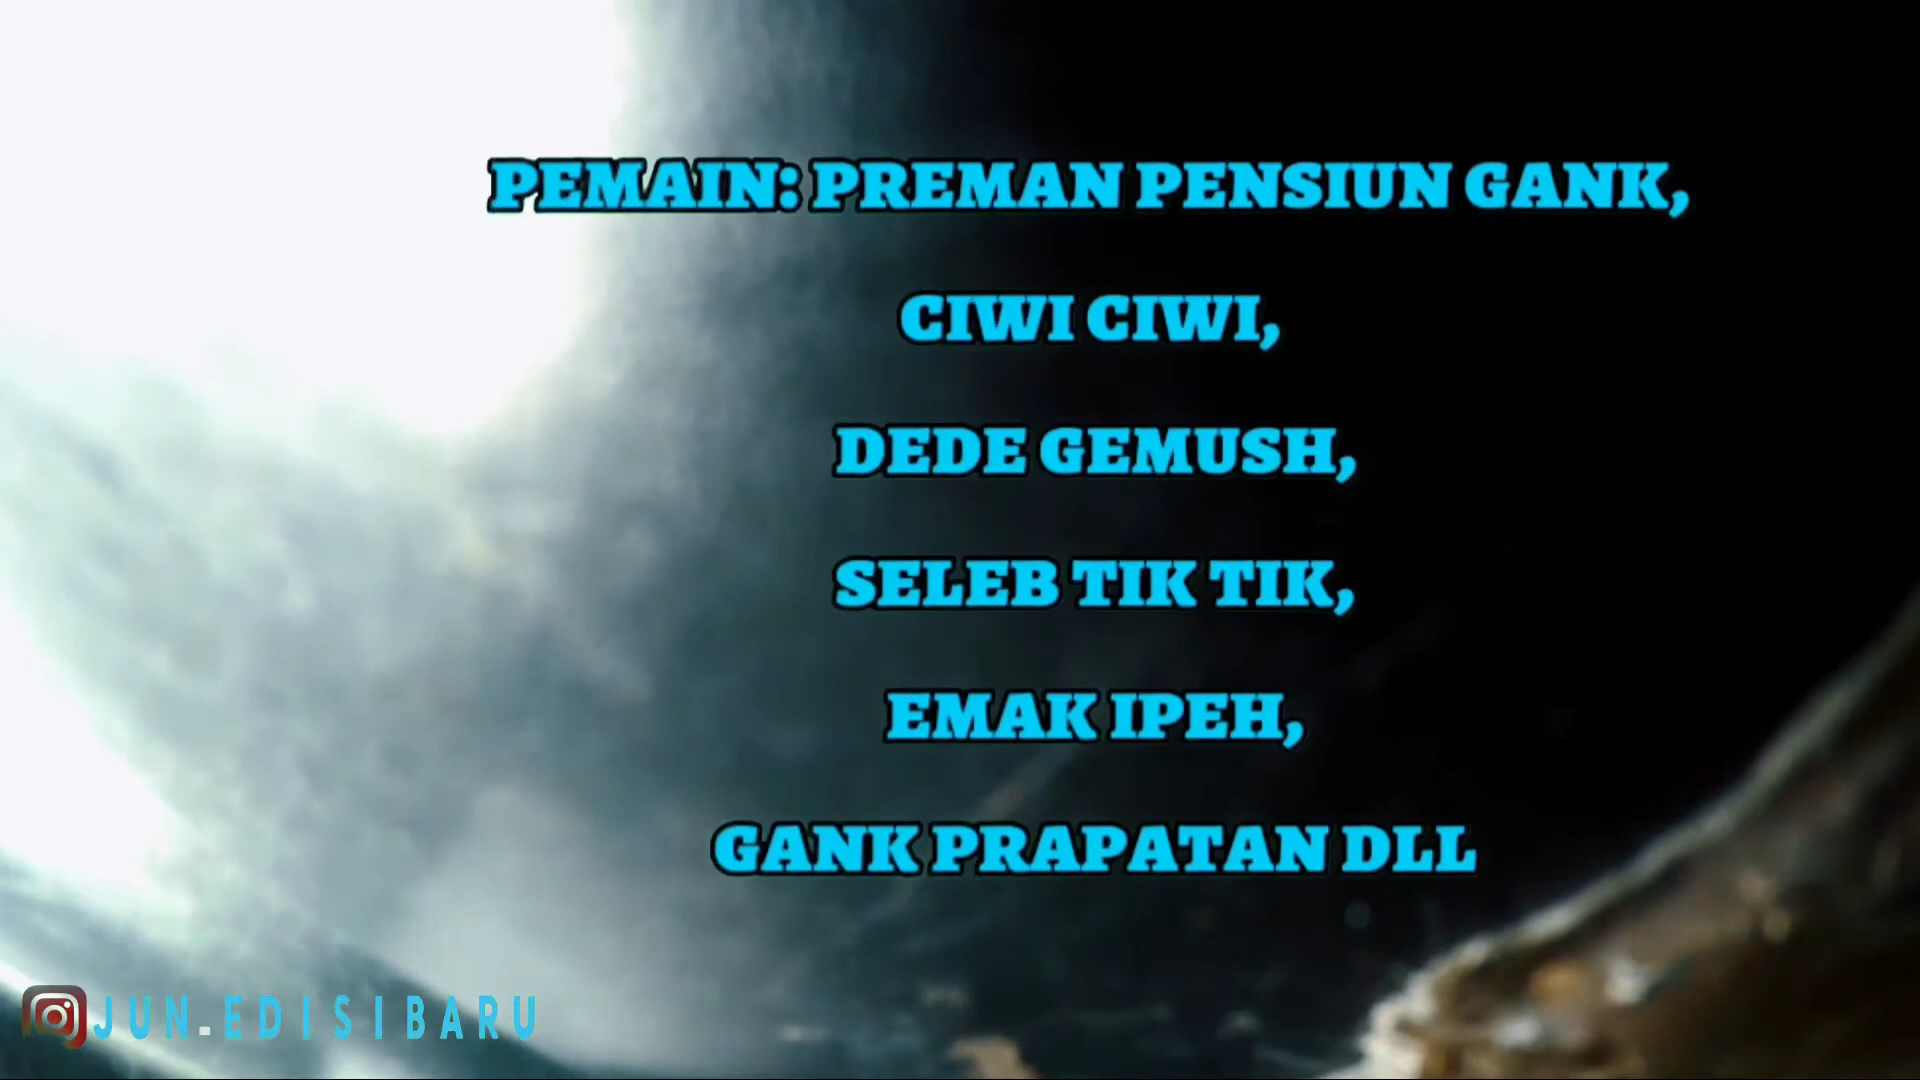 PEMAIN: PREMAN PENSIUN GANK,
CIWI CIWI,
DEDE GEMUSH,
SELEB TIK TIK,
EMAK IPEH,
GANK PRAPATAN DLL
JUN.EDISIBARU